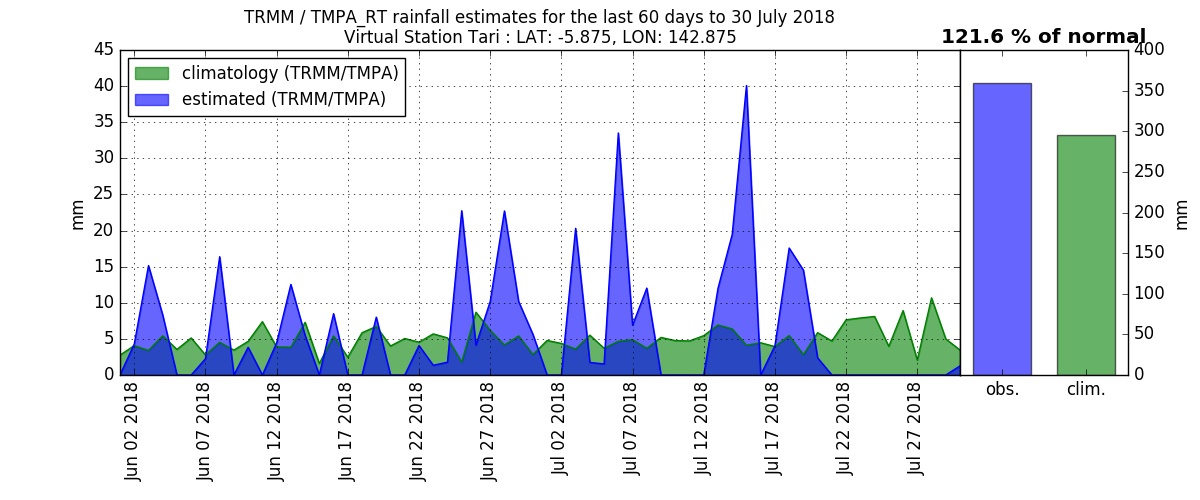 TRMM / TMPA_RT rainfall estimates for the last 60 days to 30 July 2018
Virtual Station Tari : LAT: -5.875, LON: 142.875
121.6 % of normal
climatology (TRMM/TMPA)
estimated (TRMM/TMPA)
mm
45
40
35
30
25
20
15
10
5
0
Jun 02 2018
Jun 07 2018
Jun 12 2018
Jun 17 2018
Jun 22 2018
Jun 27 2018
Jul 02 2018
Jul 07 2018
Jul 12 2018
Jul 17 2018
Jul 22 2018
Jul 27 2018
obs.
clim.
400
350
300
250
200
150
100
50
0
mm